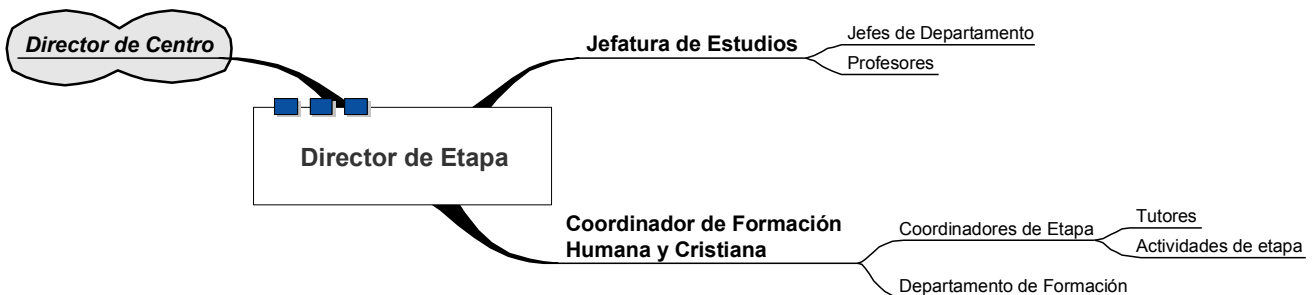 Director de Centro
Jefatura de Estudios
Jefes de Departamento
Profesores
Director de Etapa
Coordinador de Formación
Humana y Cristiana
Coordinadores de Etapa
Tutores
Actividades de etapa
Departamento de Formación